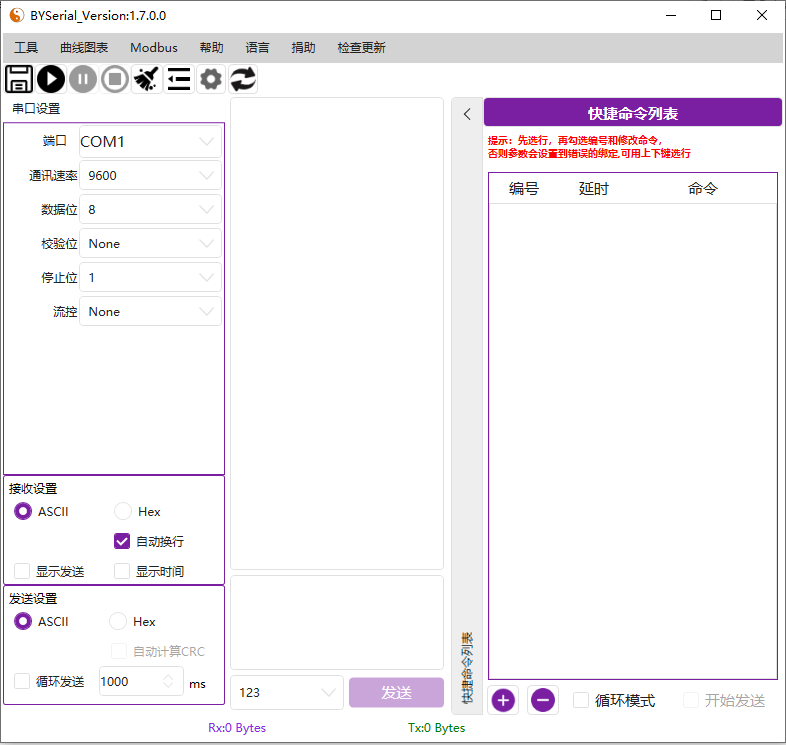 BYSerial_Version:1.7.0.0
工具 曲线图表 Modbus 帮助 语言 捐助 检查更新
串口设置
端口 COM1
通讯速率 9600
数据位 8
校验位 None
停止位 1
流控 None
接收设置
ASCII Hex
自动换行
显示发送 显示时间
发送设置
ASCII Hex
自动计算CRC
循环发送 1000 ms
123 发送
Rx:0 Bytes Tx:0 Bytes
快捷命令列表
快捷命令列表
提示：先选行，再勾选编号和修改命令，
否则参数会设置到错误的绑定,可用上下键选行
编号 延时 命令
循环模式 开始发送